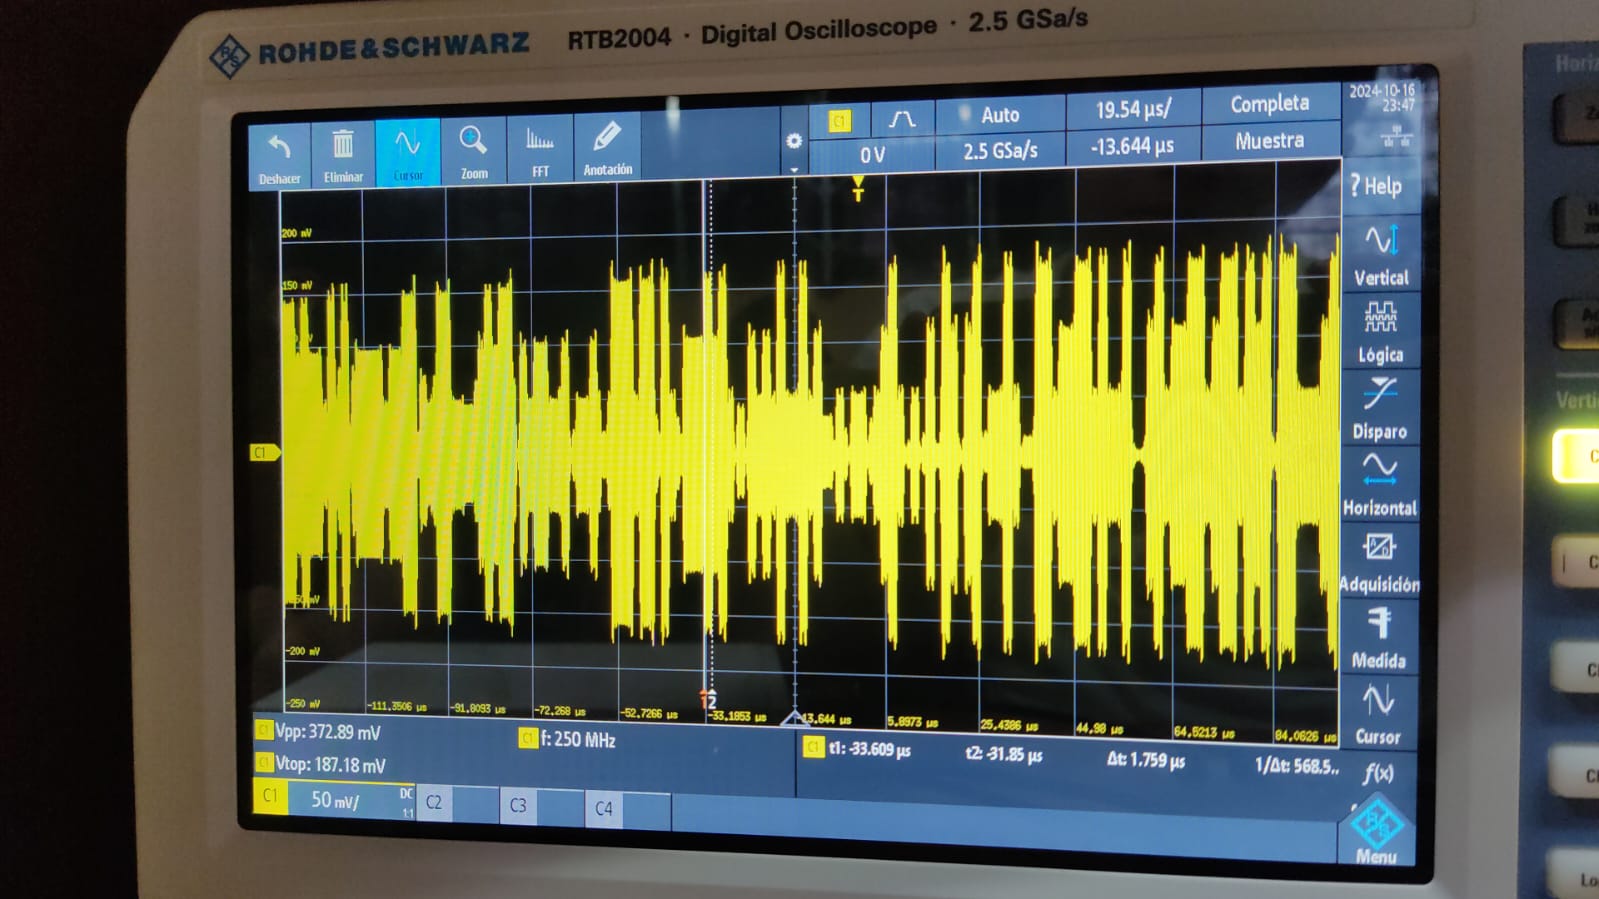 ROHDE & SCHWARZ RTB2004 · Digital Oscilloscope · 2.5 GSa/s
Deshacer Eliminar Cursor Zoom FFT Anotación
C1 Auto 19.54 µs/ Completa
0 V 2.5 GSa/s -13.644 µs Muestra
2024-10-16
23:47
? Help
Vertical
Lógica
Disparo
Horizontal
Adquisición
Medida
Cursor
f(x)
Menu
T
200 mV
150 mV
C1
-200 mV
-250 mV
-111.3506 µs -91.8093 µs -72.268 µs -52.7266 µs -33.1853 µs -13.644 µs 5.8973 µs 25.4386 µs 44.98 µs 64.5213 µs 84.0626 µs
C1 Vpp: 372.89 mV C1 f: 250 MHz C1 t1: -33.609 µs t2: -31.85 µs Δt: 1.759 µs 1/Δt: 568.5..
C1 Vtop: 187.18 mV
C1 50 mV/ DC 1:1 C2 C3 C4